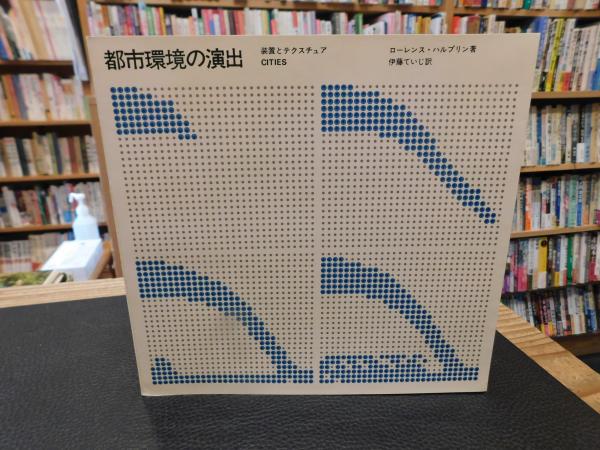 都市環境の演出
装置とテクスチュア
CITIES
ローレンス・ハルプリン著
伊藤ていじ訳